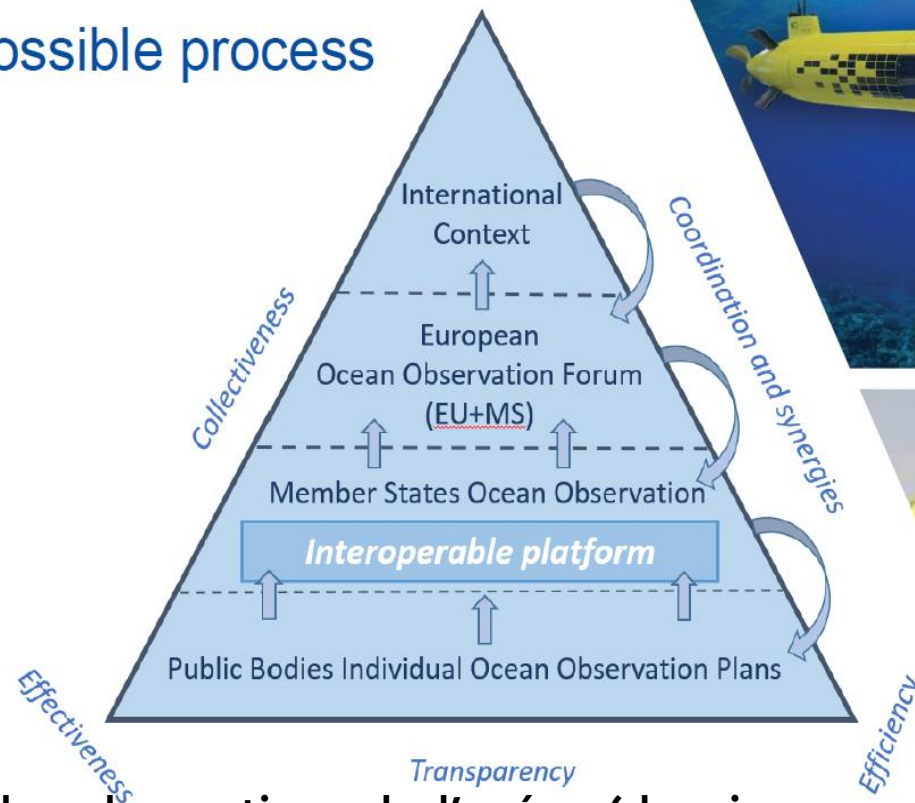 ossible process
International
Context
European
Ocean Observation Forum
(EU+MS)
Member States Ocean Observation
Interoperable platform
Public Bodies Individual Ocean Observation Plans
Collectiveness
Coordination and synergies
Effectiveness
Transparency
Efficiency